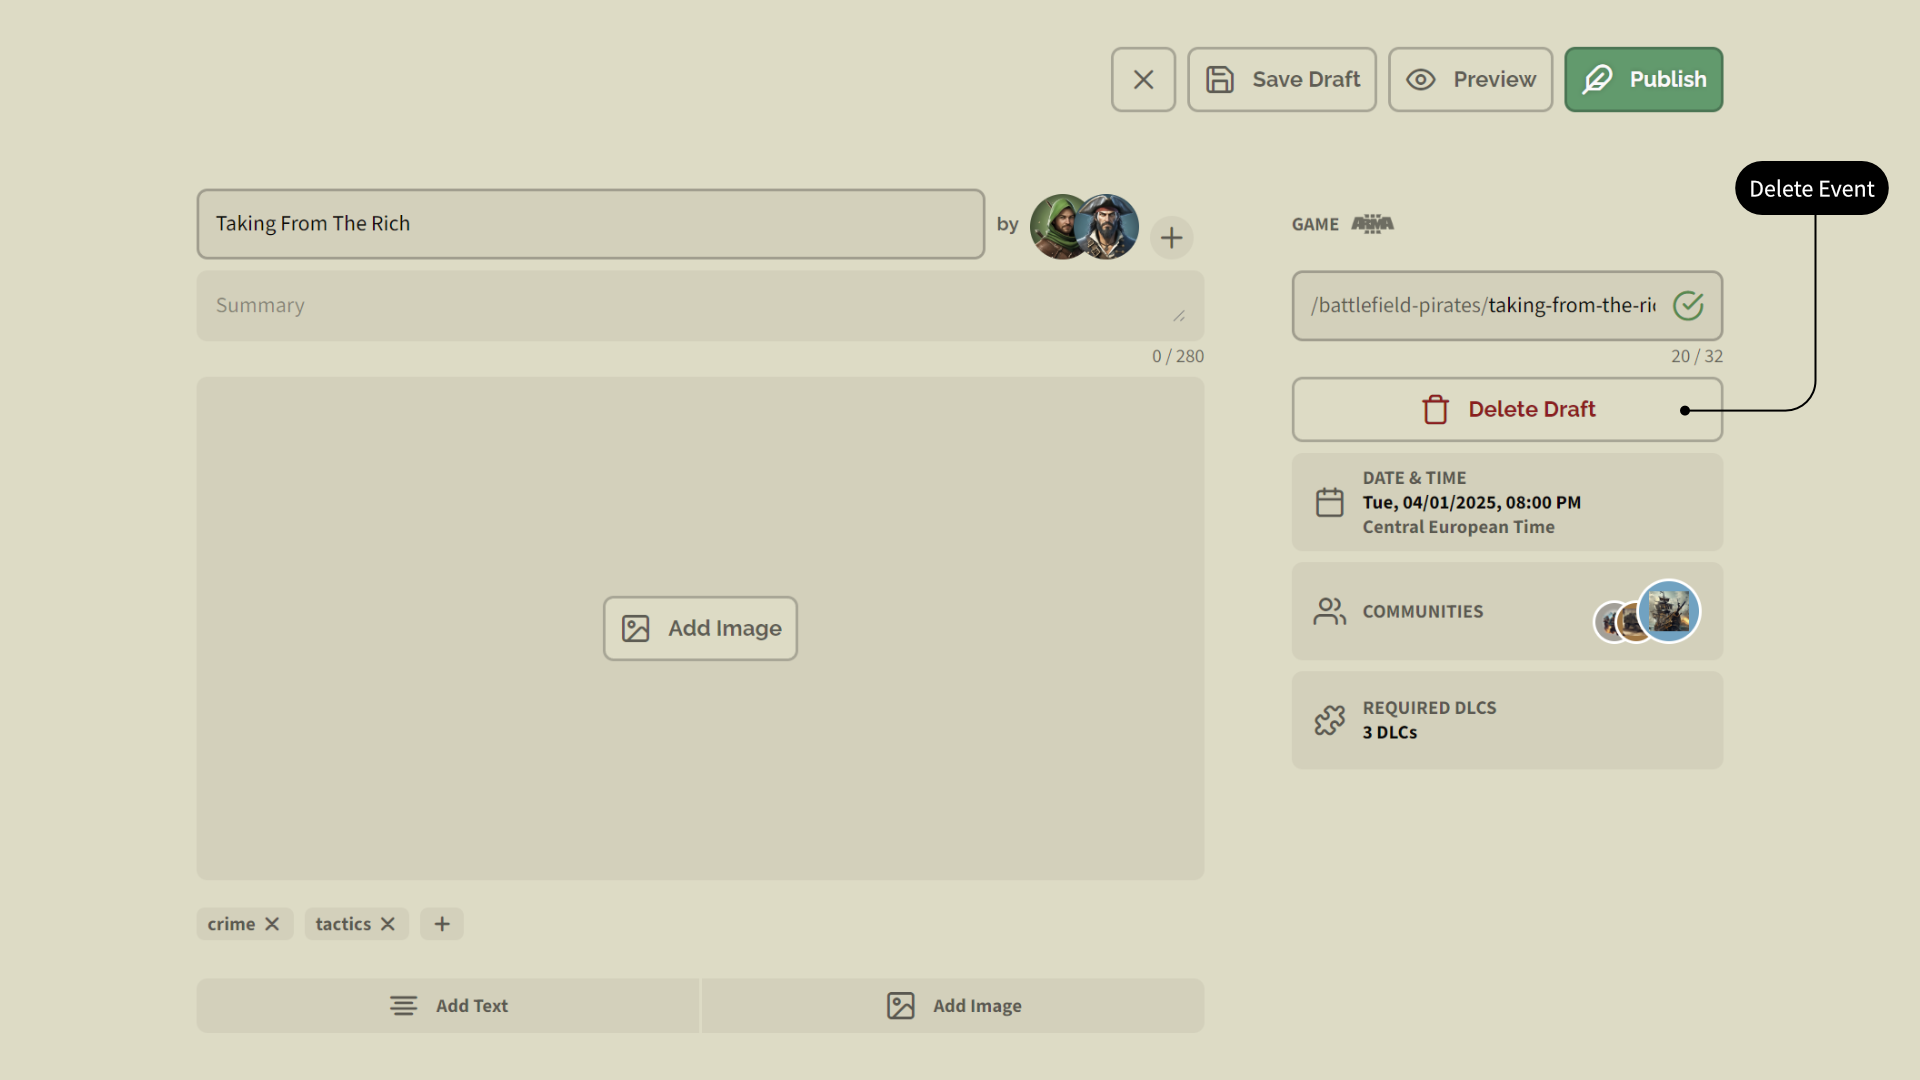 Save Draft
Preview
Publish
Delete Event
Taking From The Rich
by
GAME
ARMA
Summary
0 / 280
/battlefield-pirates/taking-from-the-ric
20 / 32
Delete Draft
DATE & TIME
Tue, 04/01/2025, 08:00 PM
Central European Time
COMMUNITIES
Add Image
REQUIRED DLCS
3 DLCs
crime
tactics
Add Text
Add Image